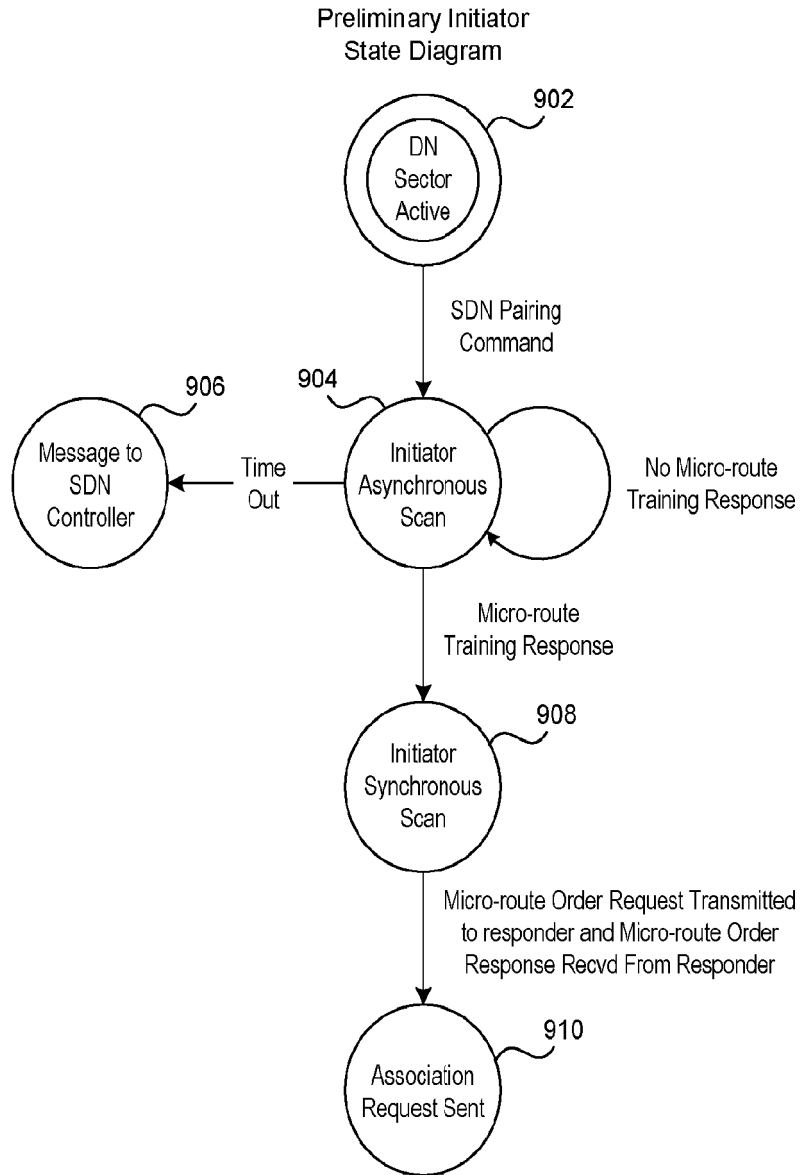 Preliminary Initiator
State Diagram
902
DN
Sector
Active
SDN Pairing
Command
906
904
Message to
SDN
Controller
Time
Out
Initiator
Asynchronous
Scan
No Micro-route
Training Response
Micro-route
Training Response
908
Initiator
Synchronous
Scan
Micro-route Order Request Transmitted
to responder and Micro-route Order
Response Recvd From Responder
910
Association
Request Sent